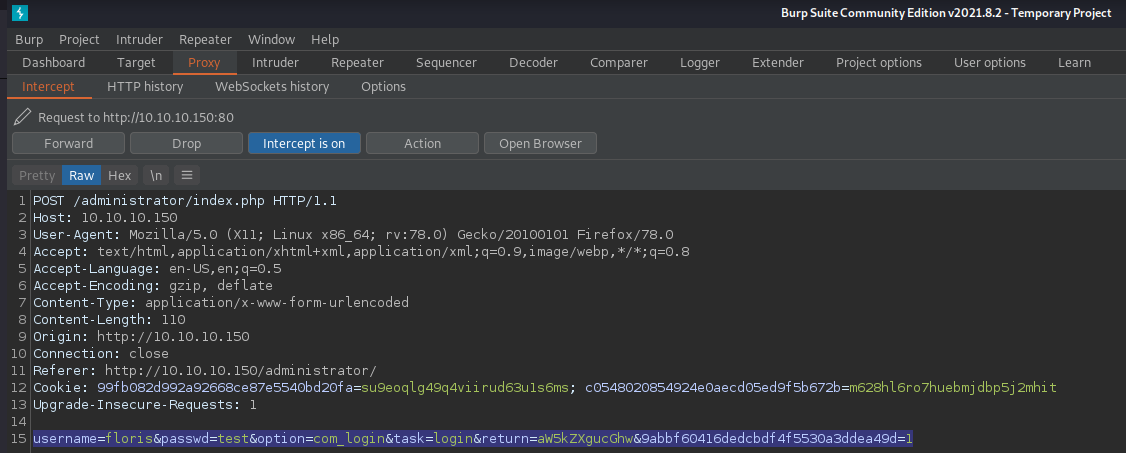 Burp Suite Community Edition v2021.8.2 - Temporary Project
Burp Project Intruder Repeater Window Help
Dashboard Target Proxy Intruder Repeater Sequencer Decoder Comparer Logger Extender Project options User options Learn
Intercept HTTP history WebSockets history Options
Request to http://10.10.10.150:80
Forward Drop Intercept is on Action Open Browser
Pretty Raw Hex \n
1 POST /administrator/index.php HTTP/1.1
2 Host: 10.10.10.150
3 User-Agent: Mozilla/5.0 (X11; Linux x86_64; rv:78.0) Gecko/20100101 Firefox/78.0
4 Accept: text/html,application/xhtml+xml,application/xml;q=0.9,image/webp,*/*;q=0.8
5 Accept-Language: en-US,en;q=0.5
6 Accept-Encoding: gzip, deflate
7 Content-Type: application/x-www-form-urlencoded
8 Content-Length: 110
9 Origin: http://10.10.10.150
10 Connection: close
11 Referer: http://10.10.10.150/administrator/
12 Cookie: 99fb082d992a92668ce87e5540bd20fa=su9eoqlg49q4viirud63u1s6ms; c0548020854924e0aecd05ed9f5b672b=m628hl6ro7huebmjdbp5j2mhit
13 Upgrade-Insecure-Requests: 1
14
15 username=floris&passwd=test&option=com_login&task=login&return=aW5kZXgucGhw&9abbf60416dedcbdf4f5530a3ddea49d=1